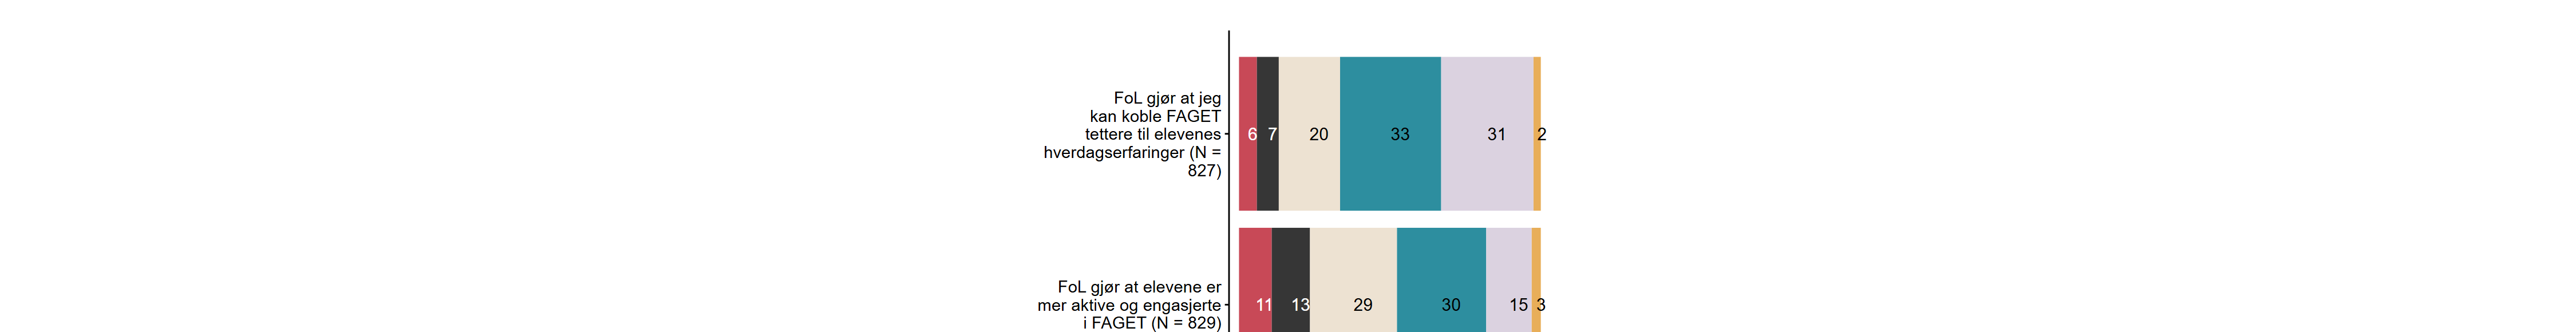 FoL gjør at jeg
kan koble FAGET
tettere til elevenes
hverdagserfaringer (N =
827)
6 7 20 33 31 2
FoL gjør at elevene er
mer aktive og engasjerte
i FAGET (N = 829)
11 13 29 30 15 3